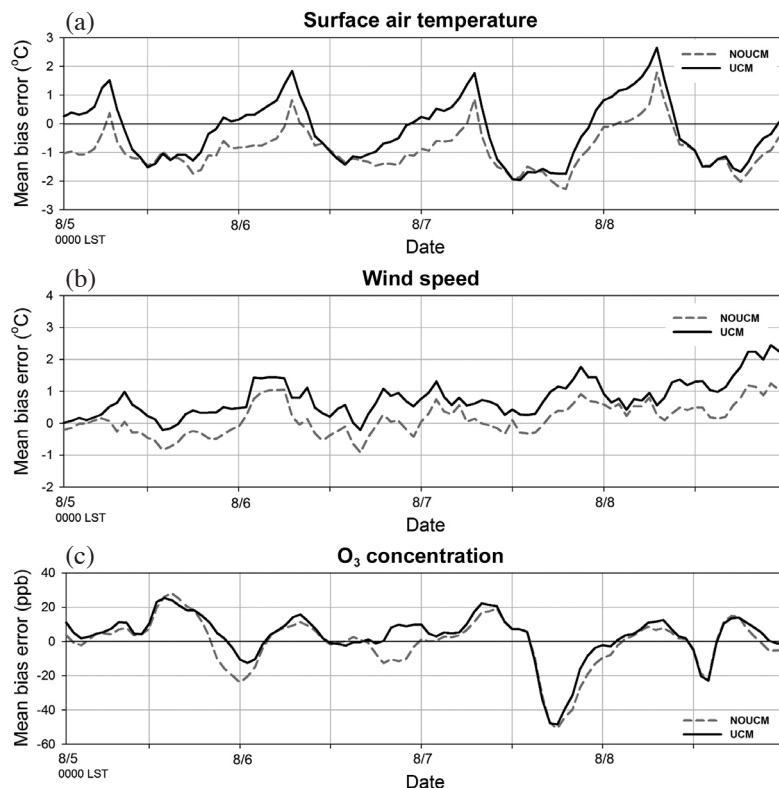 (a)
Surface air temperature
Mean bias error (°C)
3
2
1
0
-1
-2
-3
NOUCM
UCM
8/5
8/6
8/7
8/8
0000 LST
Date
(b)
Wind speed
Mean bias error (°C)
4
3
2
1
0
-1
-2
NOUCM
UCM
8/5
8/6
8/7
8/8
0000 LST
Date
(c)
O₃ concentration
Mean bias error (ppb)
40
20
0
-20
-40
-60
NOUCM
UCM
8/5
8/6
8/7
8/8
0000 LST
Date